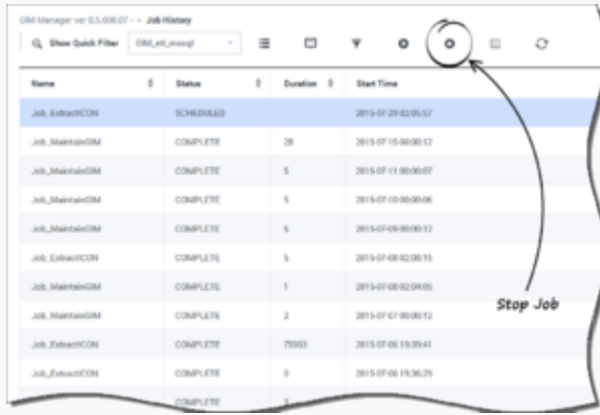 GIM Manager ver 8.5.008.07 - > Job History
Show Quick Filter GIM_etl_mssql
Name Status Duration Start Time
Job_ExtractICON SCHEDULED 2015-07-29 02:05:57
Job_MaintainGIM COMPLETE 28 2015-07-15 00:00:12
Job_MaintainGIM COMPLETE 5 2015-07-11 00:00:07
Job_MaintainGIM COMPLETE 5 2015-07-10 00:00:06
Job_MaintainGIM COMPLETE 6 2015-07-09 00:00:12
Job_ExtractICON COMPLETE 5 2015-07-08 02:08:15
Job_MaintainGIM COMPLETE 1 2015-07-08 02:04:05
Stop Job
Job_MaintainGIM COMPLETE 2 2015-07-07 00:00:12
Job_ExtractICON COMPLETE 2015-07-06 19:39:41
Job_ExtractICON COMPLETE 0 2015-07-06 19:36:29
COMPLETE